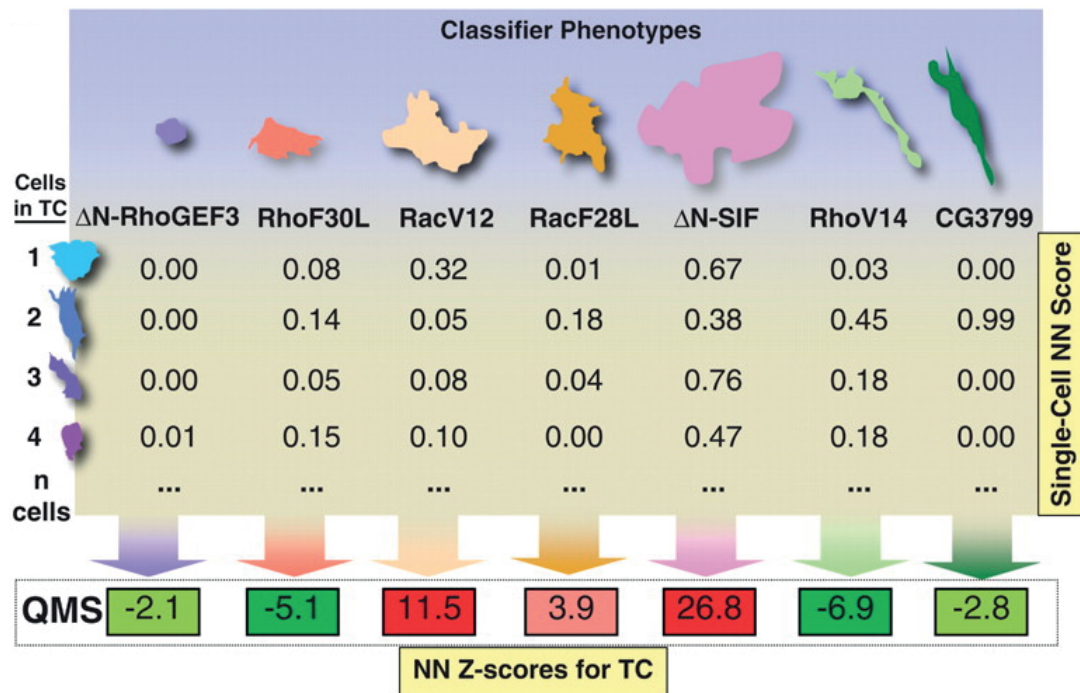 Classifier Phenotypes
Cells
in TC
ΔN-RhoGEF3 RhoF30L RacV12 RacF28L ΔN-SIF RhoV14 CG3799
1 0.00 0.08 0.32 0.01 0.67 0.03 0.00
2 0.00 0.14 0.05 0.18 0.38 0.45 0.99
3 0.00 0.05 0.08 0.04 0.76 0.18 0.00
4 0.01 0.15 0.10 0.00 0.47 0.18 0.00
n
cells
... ... ... ... ... ... ...
Single-Cell NN Score
QMS -2.1 -5.1 11.5 3.9 26.8 -6.9 -2.8
NN Z-scores for TC